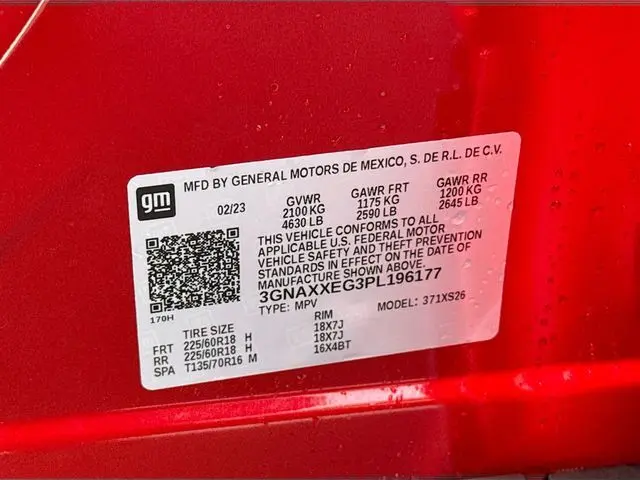 MFD BY GENERAL MOTORS DE MEXICO, S. DE R.L. DE C.V.
gm
02/23 GVWR GAWR FRT GAWR RR
2100 KG 1175 KG 1200 KG
4630 LB 2590 LB 2645 LB
THIS VEHICLE CONFORMS TO ALL
APPLICABLE U.S. FEDERAL MOTOR
VEHICLE SAFETY AND THEFT PREVENTION
STANDARDS IN EFFECT ON THE DATE OF
MANUFACTURE SHOWN ABOVE.
3GNAXXEG3PL196177
TYPE: MPV MODEL: 371XS26
170H
TIRE SIZE RIM
FRT 225/60R18 H 18X7J
RR 225/60R18 H 18X7J
SPA T135/70R16 M 16X4BT